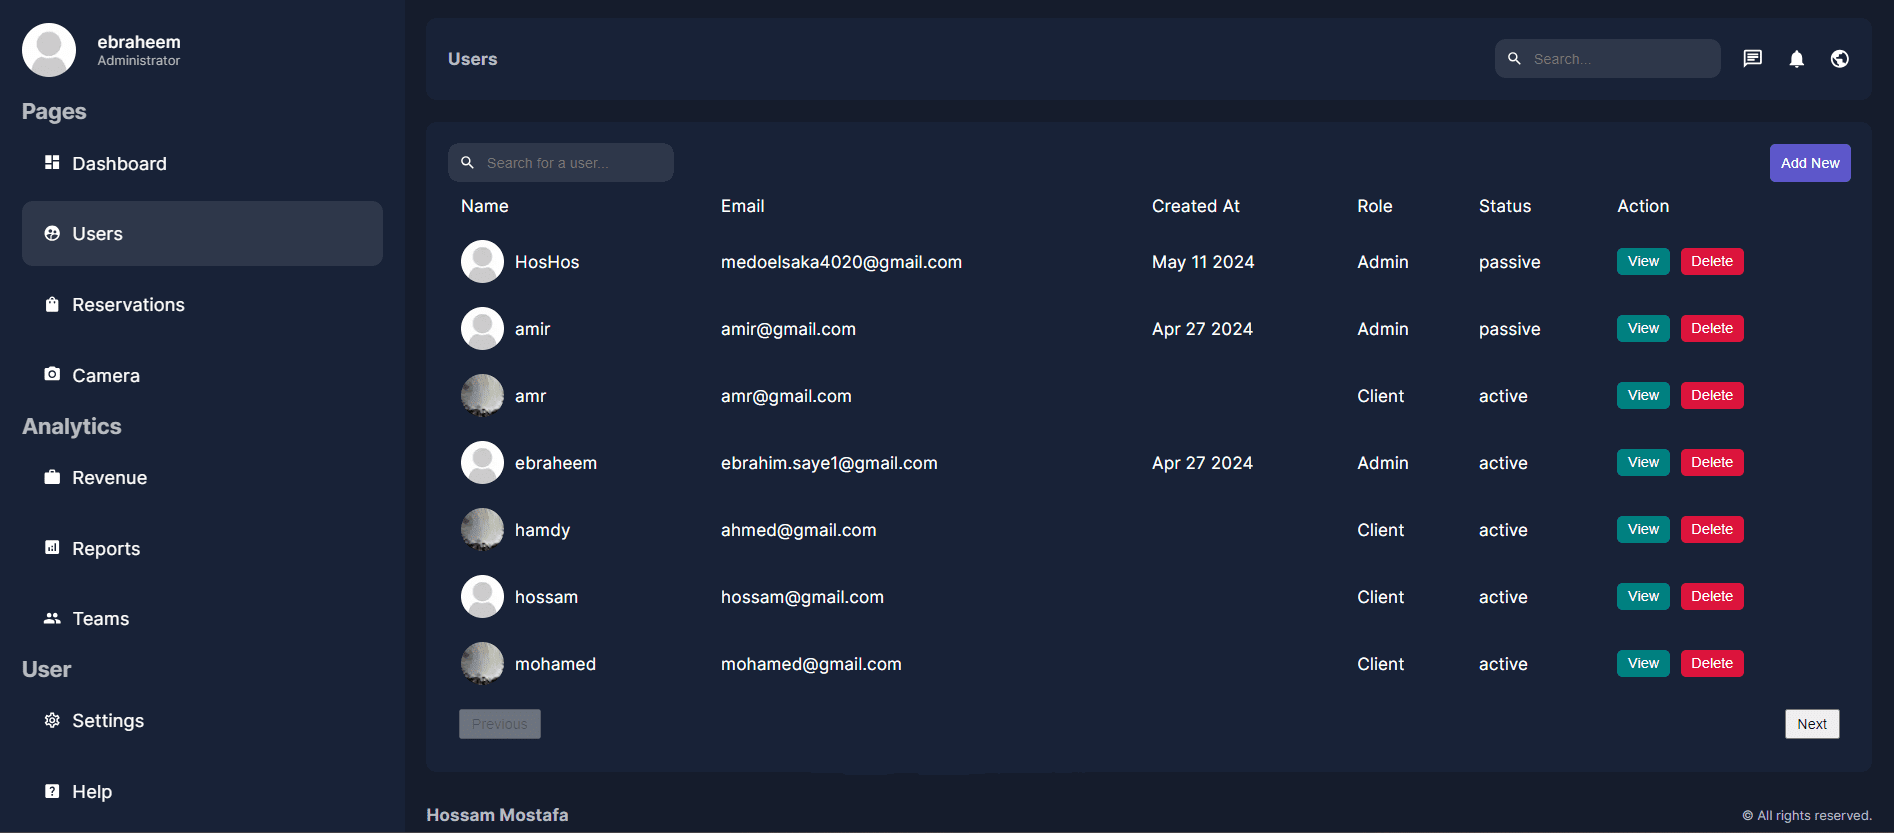 ebraheem
Administrator
Pages
Dashboard
Users
Reservations
Camera
Analytics
Revenue
Reports
Teams
User
Settings
Help
Users
Search...
Search for a user...
Add New
Name Email Created At Role Status Action
HosHos medoelsaka4020@gmail.com May 11 2024 Admin passive View Delete
amir amir@gmail.com Apr 27 2024 Admin passive View Delete
amr amr@gmail.com Client active View Delete
ebraheem ebrahim.saye1@gmail.com Apr 27 2024 Admin active View Delete
hamdy ahmed@gmail.com Client active View Delete
hossam hossam@gmail.com Client active View Delete
mohamed mohamed@gmail.com Client active View Delete
Previous Next
Hossam Mostafa
© All rights reserved.